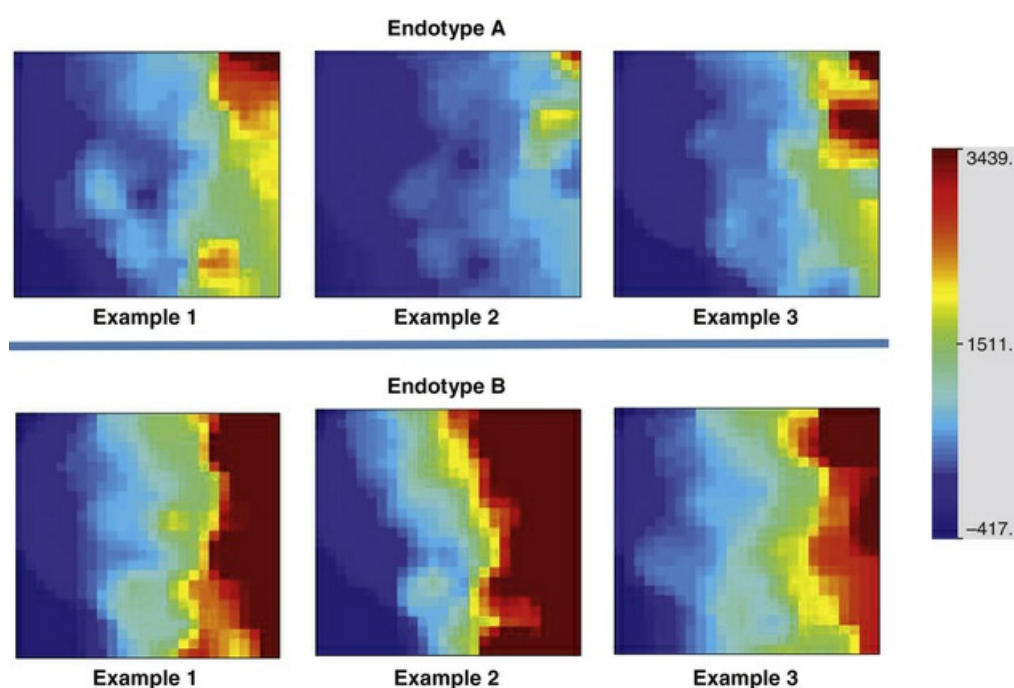 Endotype A
Example 1
Example 2
Example 3
Endotype B
Example 1
Example 2
Example 3
3439.
1511.
–417.